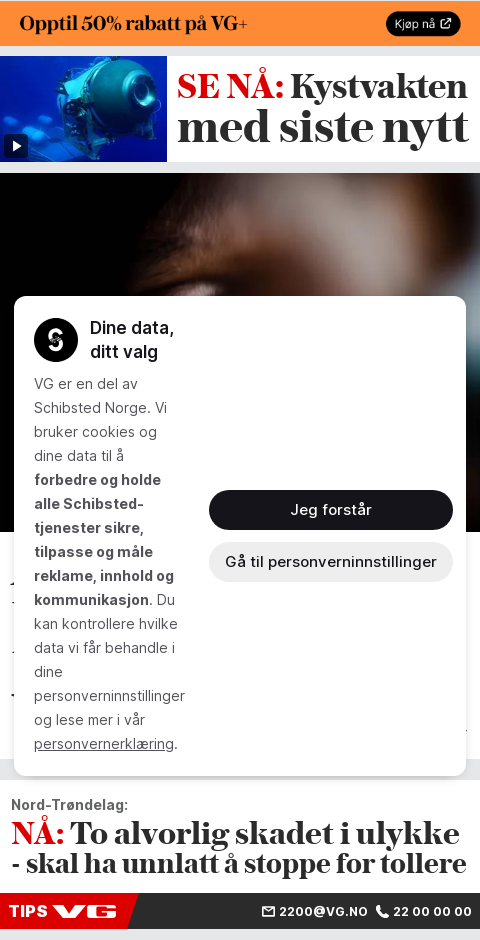 Opptil 50% rabatt på VG+
Kjøp nå
SE NÅ: Kystvakten
med siste nytt
Dine data,
ditt valg
VG er en del av
Schibsted Norge. Vi
bruker cookies og
dine data til å
forbedre og holde
alle Schibsted-
tjenester sikre,
tilpasse og måle
reklame, innhold og
kommunikasjon. Du
kan kontrollere hvilke
data vi får behandle i
dine
personverninnstillinger
og lese mer i vår
personvernerklæring.
Jeg forstår
Gå til personverninnstillinger
Nord-Trøndelag:
NÅ: To alvorlig skadet i ulykke
- skal ha unnlatt å stoppe for tollere
TIPS VG
2200@VG.NO
22 00 00 00